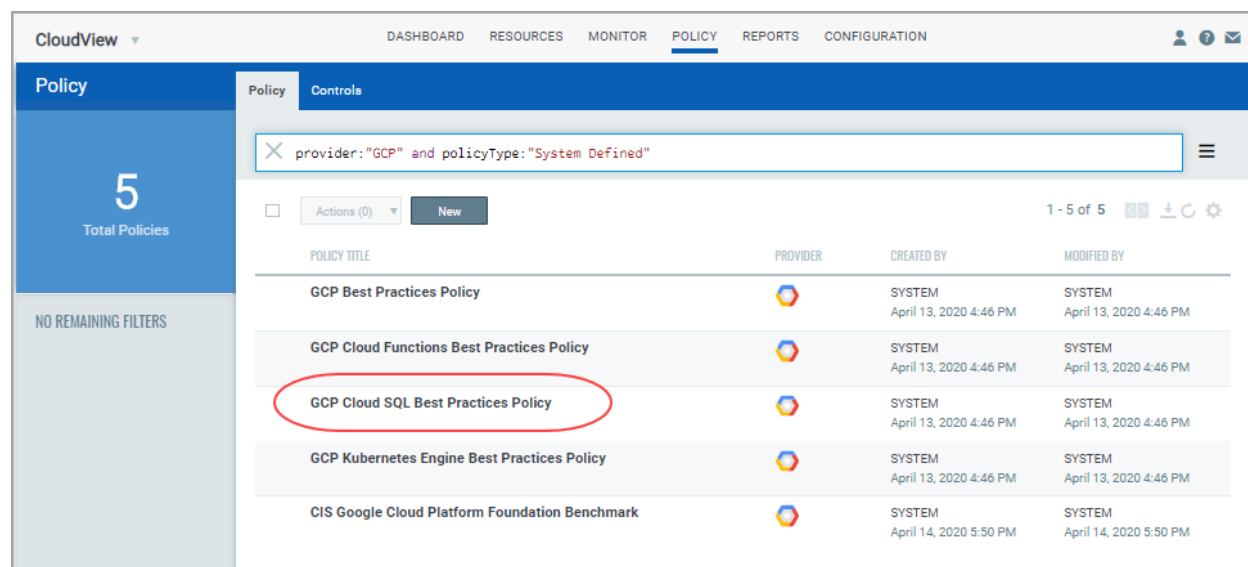 CloudView
DASHBOARD RESOURCES MONITOR POLICY REPORTS CONFIGURATION
Policy
Policy Controls
provider:"GCP" and policyType:"System Defined"
5
Total Policies
Actions (0) New 1 - 5 of 5
POLICY TITLE PROVIDER CREATED BY MODIFIED BY
NO REMAINING FILTERS
GCP Best Practices Policy SYSTEM SYSTEM
April 13, 2020 4:46 PM April 13, 2020 4:46 PM
GCP Cloud Functions Best Practices Policy SYSTEM SYSTEM
April 13, 2020 4:46 PM April 13, 2020 4:46 PM
GCP Cloud SQL Best Practices Policy SYSTEM SYSTEM
April 13, 2020 4:46 PM April 13, 2020 4:46 PM
GCP Kubernetes Engine Best Practices Policy SYSTEM SYSTEM
April 13, 2020 4:46 PM April 13, 2020 4:46 PM
CIS Google Cloud Platform Foundation Benchmark SYSTEM SYSTEM
April 14, 2020 5:50 PM April 14, 2020 5:50 PM